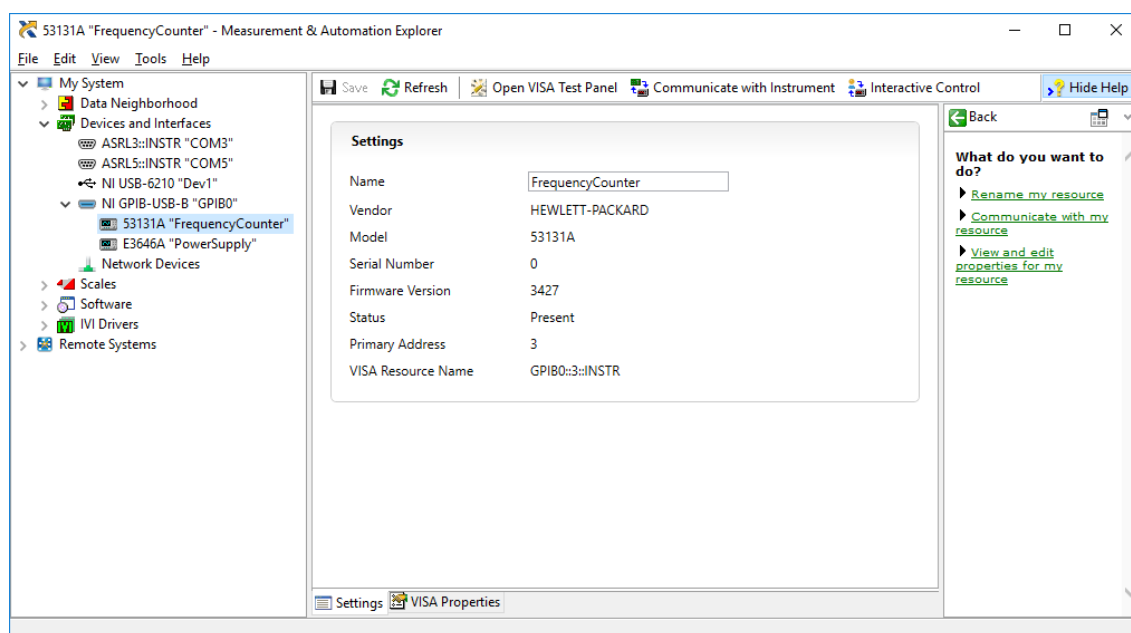 53131A "FrequencyCounter" - Measurement & Automation Explorer
File Edit View Tools Help
My System
Data Neighborhood
Devices and Interfaces
ASRL3::INSTR "COM3"
ASRL5::INSTR "COM5"
NI USB-6210 "Dev1"
NI GPIB-USB-B "GPIB0"
53131A "FrequencyCounter"
E3646A "PowerSupply"
Network Devices
Scales
Software
IVI Drivers
Remote Systems
Save Refresh Open VISA Test Panel Communicate with Instrument Interactive Control Hide Help
Settings
Name FrequencyCounter
Vendor HEWLETT-PACKARD
Model 53131A
Serial Number 0
Firmware Version 3427
Status Present
Primary Address 3
VISA Resource Name GPIB0::3::INSTR
Settings VISA Properties
Back
What do you want to
do?
Rename my resource
Communicate with my
resource
View and edit
properties for my
resource